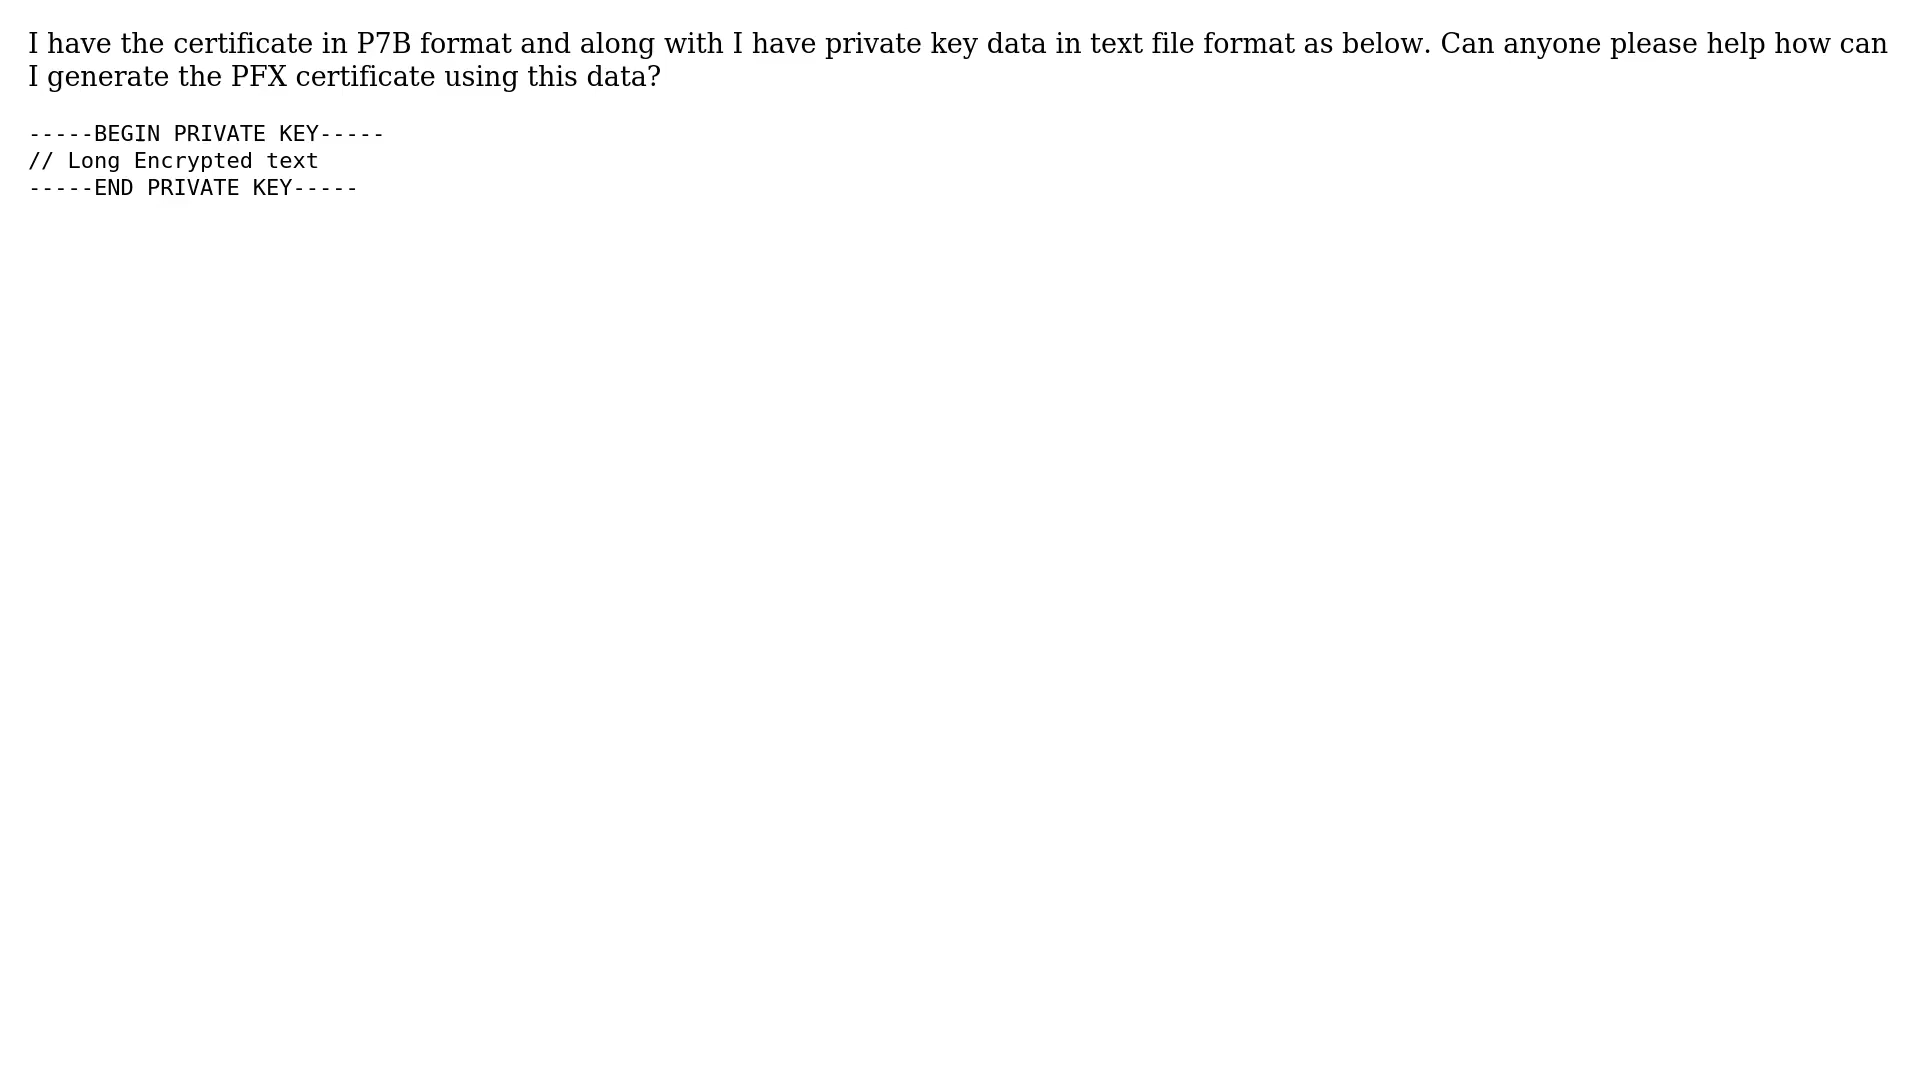 I have the certificate in P7B format and along with I have private key data in text file format as below. Can anyone please help how can
I generate the PFX certificate using this data?
-----BEGIN PRIVATE KEY-----
// Long Encrypted text
-----END PRIVATE KEY-----